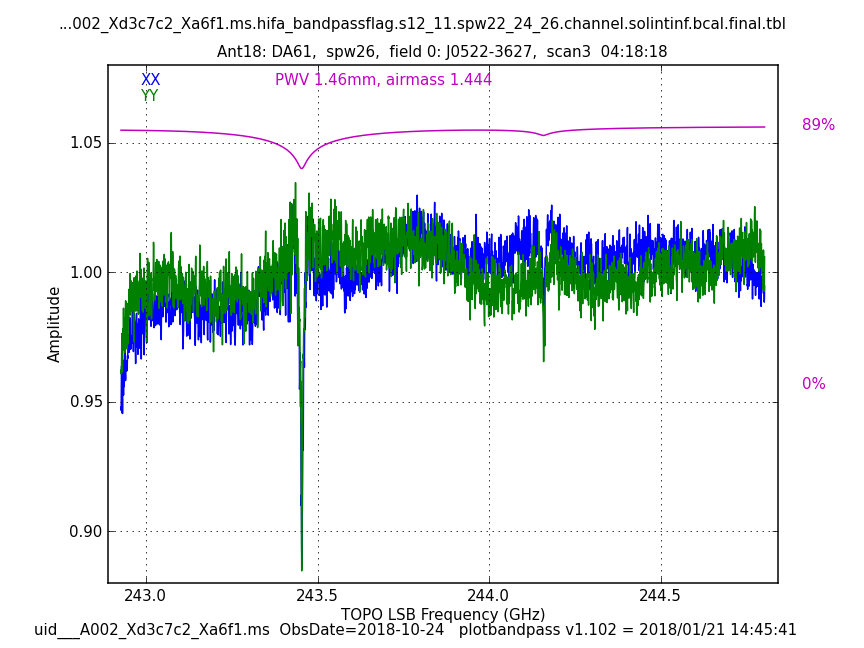 ...002_Xd3c7c2_Xa6f1.ms.hifa_bandpassflag.s12_11.spw22_24_26.channel.solintinf.bcal.final.tbl
Ant18: DA61,  spw26,  field 0: J0522-3627,  scan3  04:18:18
XX
PWV 1.46mm, airmass 1.444
YY
89%
1.05
1.00
Amplitude
0%
0.95
0.90
243.0
243.5
244.0
244.5
TOPO LSB Frequency (GHz)
uid___A002_Xd3c7c2_Xa6f1.ms  ObsDate=2018-10-24   plotbandpass v1.102 = 2018/01/21 14:45:41